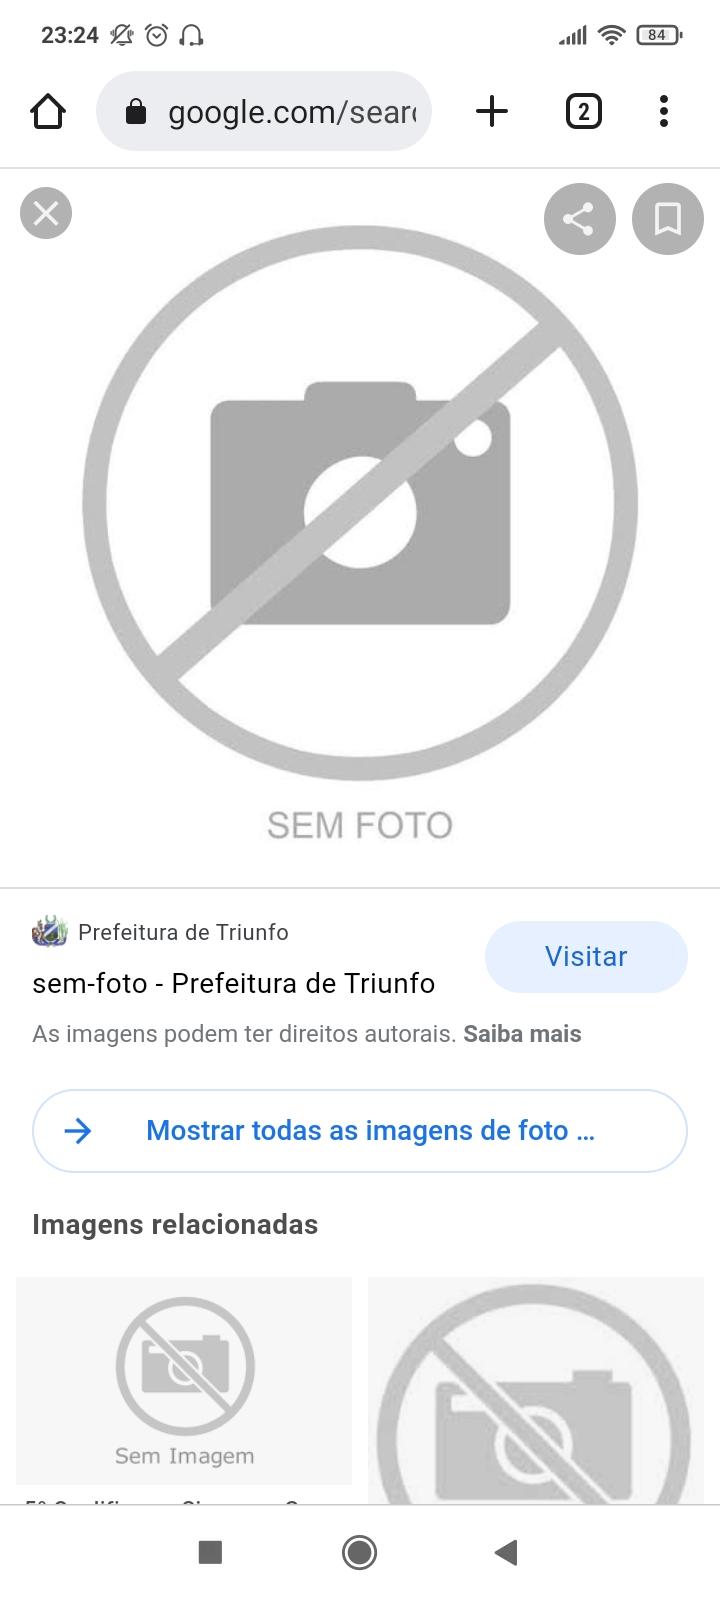 23:24
84
google.com/sear
2
SEM FOTO
Prefeitura de Triunfo
Visitar
sem-foto - Prefeitura de Triunfo
As imagens podem ter direitos autorais. Saiba mais
Mostrar todas as imagens de foto ...
Imagens relacionadas
Sem Imagem